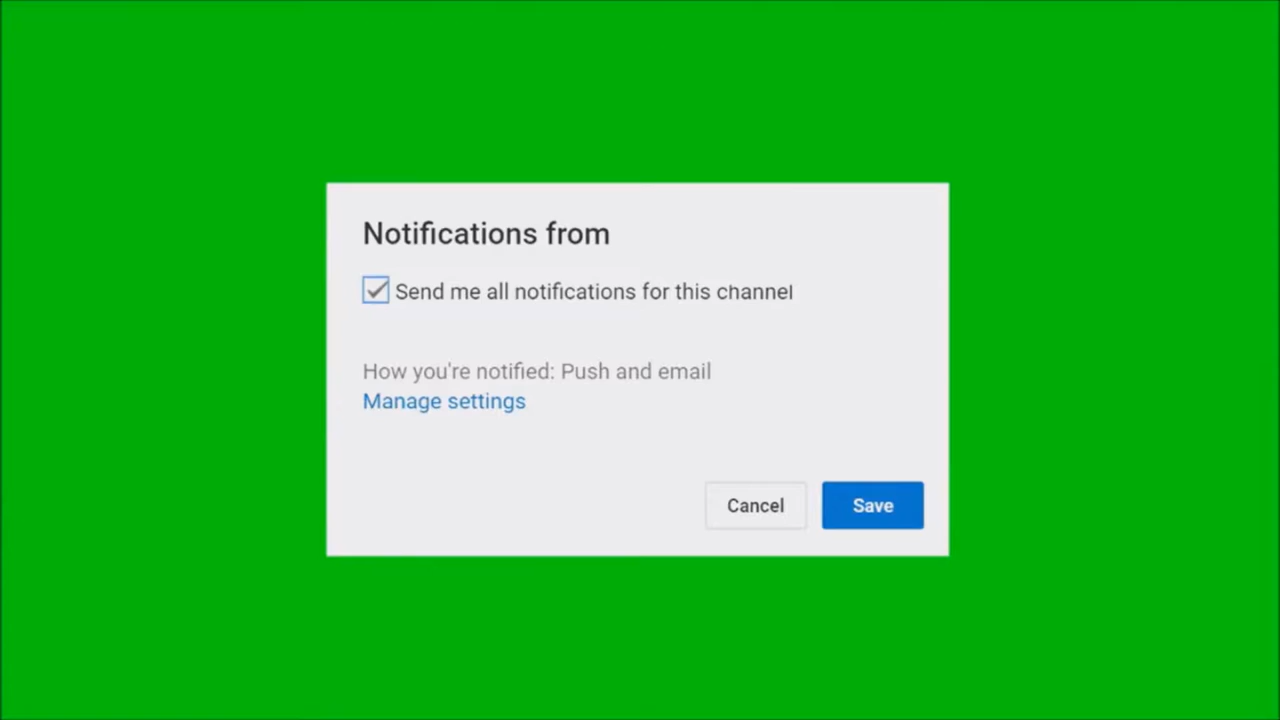 Notifications from
Send me all notifications for this channel
How you're notified: Push and email
Manage settings
Cancel Save